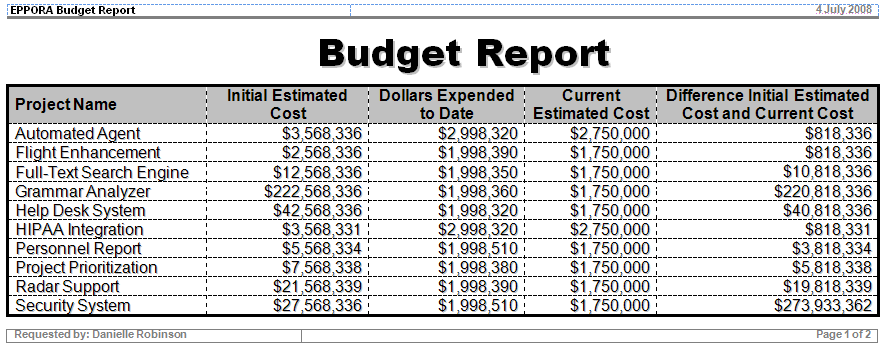 EPPORA Budget Report 4.July.2008
Budget Report
Project Name Initial Estimated Cost Dollars Expended to Date Current Estimated Cost Difference Initial Estimated Cost and Current Cost
Automated Agent $3,568,336 $2,998,320 $2,750,000 $818,336
Flight Enhancement $2,568,336 $1,998,390 $1,750,000 $818,336
Full-Text Search Engine $12,568,336 $1,998,350 $1,750,000 $10,818,336
Grammar Analyzer $222,568,336 $1,998,360 $1,750,000 $220,818,336
Help Desk System $42,568,336 $1,998,320 $1,750,000 $40,818,336
HIPAA Integration $3,568,331 $2,998,320 $2,750,000 $818,331
Personnel Report $5,568,334 $1,998,510 $1,750,000 $3,818,334
Project Prioritization $7,568,338 $1,998,380 $1,750,000 $5,818,338
Radar Support $21,568,339 $1,998,390 $1,750,000 $19,818,339
Security System $27,568,336 $1,998,510 $1,750,000 $273,933,362
Requested by: Danielle Robinson Page 1 of 2